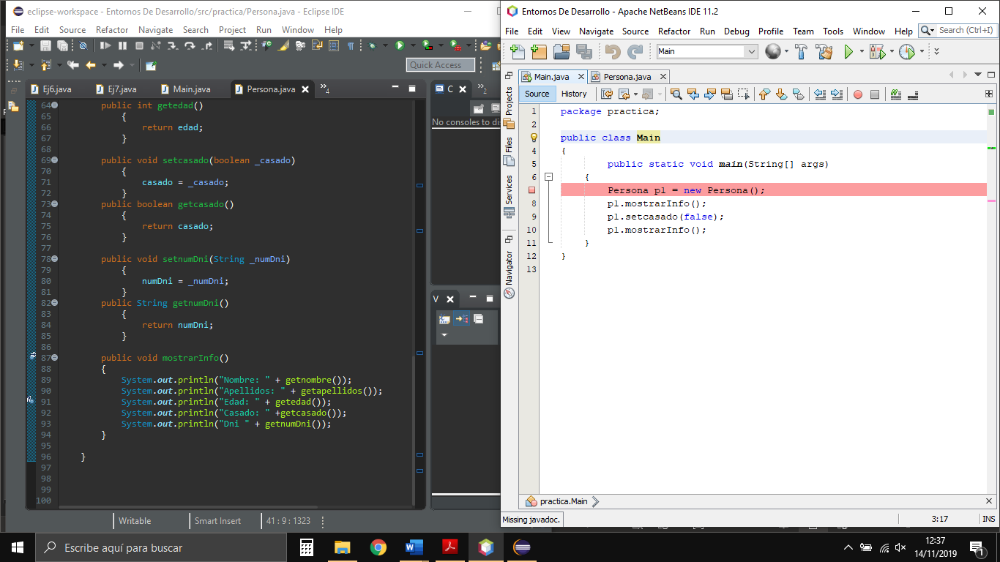 eclipse-workspace - Entornos De Desarrollo/src/practica/Persona.java - Eclipse IDE
File Edit Source Refactor Navigate Search Project Run Window Help
Quick Access
Ej6.java Ej7.java Main.java Persona.java 4
64 public int getedad()
65 {
66 return edad;
67 }
68
69 public void setcasado(boolean _casado)
70 {
71 casado = _casado;
72 }
73 public boolean getcasado()
74 {
75 return casado;
76 }
77
78 public void setnumDni(String _numDni)
79 {
80 numDni = _numDni;
81 }
82 public String getnumDni()
83 {
84 return numDni;
85 }
86
87 public void mostrarInfo()
88 {
89 System.out.println("Nombre: " + getnombre());
90 System.out.println("Apellidos: " + getapellidos());
91 System.out.println("Edad: " + getedad());
92 System.out.println("Casado: " +getcasado());
93 System.out.println("Dni " + getnumDni());
94 }
95
96 }
97
98
99
100
C 2
No consoles to dis
V
Writable Smart Insert 41 : 9 : 1323
Entornos De Desarrollo - Apache NetBeans IDE 11.2
File Edit View Navigate Source Refactor Run Debug Profile Team Tools Window Help Search (Ctrl+I)
Main
Main.java Persona.java
Source History
Projects
Files
Services
Navigator
1 package practica;
2
public class Main
4 {
5 public static void main(String[] args)
6 {
Persona p1 = new Persona();
8 p1.mostrarInfo();
9 p1.setcasado(false);
10 p1.mostrarInfo();
11 }
12 }
13
practica.Main
Missing javadoc. 3:17 INS
Escribe aquí para buscar
12:37
14/11/2019
1